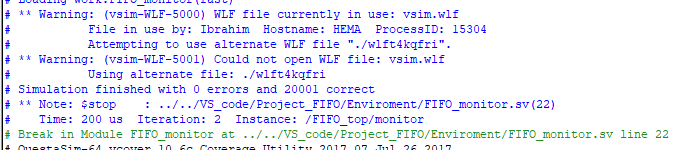 # Loading work.FIFO_monitor(fast)
# ** Warning: (vsim-WLF-5000) WLF file currently in use: vsim.wlf
# File in use by: Ibrahim Hostname: HEMA ProcessID: 15304
# Attempting to use alternate WLF file "./wlft4kqfri".
# ** Warning: (vsim-WLF-5001) Could not open WLF file: vsim.wlf
# Using alternate file: ./wlft4kqfri
# Simulation finished with 0 errors and 20001 correct
# ** Note: $stop : ../../VS_code/Project_FIFO/Enviroment/FIFO_monitor.sv(22)
# Time: 200 us Iteration: 2 Instance: /FIFO_top/monitor
# Break in Module FIFO_monitor at ../../VS_code/Project_FIFO/Enviroment/FIFO_monitor.sv line 22
# QuestaSim-64 vcover 10.6c Coverage Utility 2017.07 Jul 26 2017